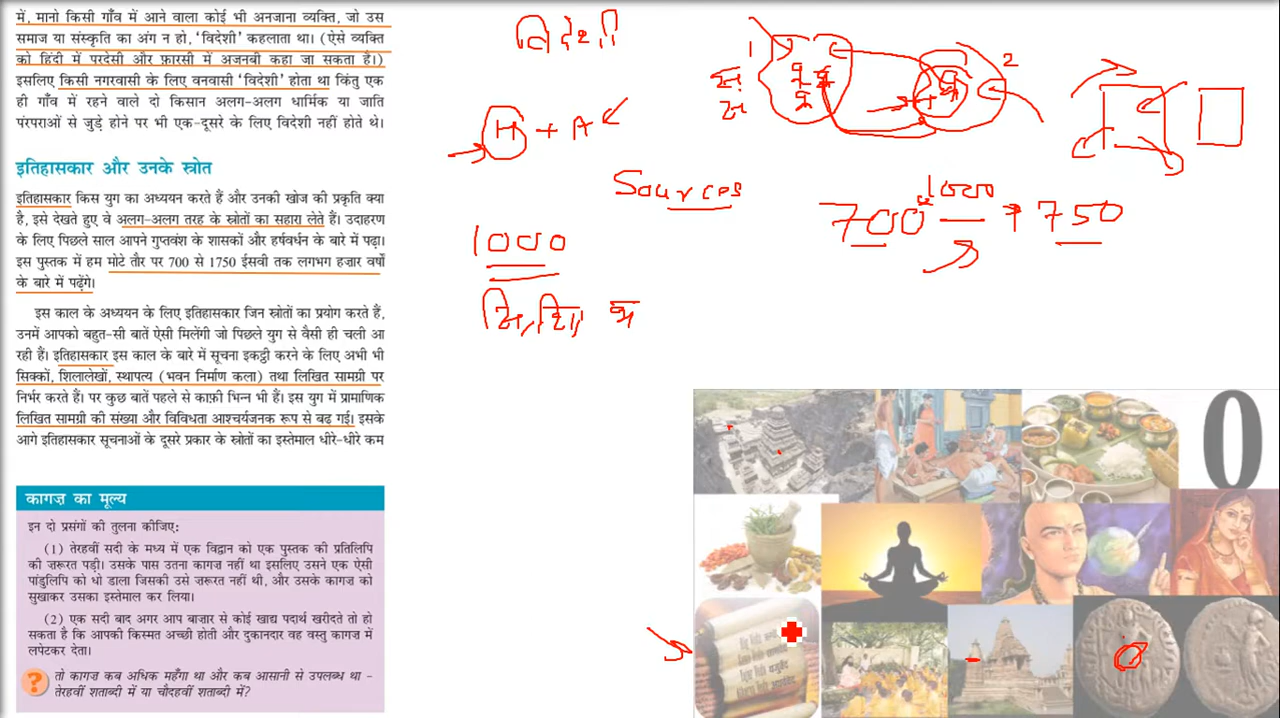 में, मानो किसी गाँव में आने वाला कोई भी अनजाना व्यक्ति, जो उस
समाज या संस्कृति का अंग न हो, 'विदेशी' कहलाता था। (ऐसे व्यक्ति
को हिंदी में परदेसी और फ़ारसी में अजनबी कहा जा सकता है।)
इसलिए किसी नगरवासी के लिए वनवासी 'विदेशी' होता था किंतु एक
ही गाँव में रहने वाले दो किसान अलग-अलग धार्मिक या जाति
परंपराओं से जुड़े होने पर भी एक-दूसरे के लिए विदेशी नहीं होते थे।
इतिहासकार और उनके स्त्रोत
इतिहासकार किस युग का अध्ययन करते हैं और उनकी खोज की प्रकृति क्या
है, इसे देखते हुए वे अलग-अलग तरह के स्त्रोतों का सहारा लेते हैं। उदाहरण
के लिए पिछले साल आपने गुप्तवंश के शासकों और हर्षवर्धन के बारे में पढ़ा।
इस पुस्तक में हम मोटे तौर पर 700 से 1750 ईसवी तक लगभग हज़ार वर्षों
के बारे में पढ़ेंगे।
इस काल के अध्ययन के लिए इतिहासकार जिन स्त्रोतों का प्रयोग करते हैं,
उनमें आपको बहुत-सी बातें ऐसी मिलेंगी जो पिछले युग से वैसी ही चली आ
रही हैं। इतिहासकार इस काल के बारे में सूचना इकट्ठी करने के लिए अभी भी
सिक्कों, शिलालेखों, स्थापत्य (भवन निर्माण कला) तथा लिखित सामग्री पर
निर्भर करते हैं। पर कुछ बातें पहले से काफ़ी भिन्न भी हैं। इस युग में प्रामाणिक
लिखित सामग्री की संख्या और विविधता आश्चर्यजनक रूप से बढ़ गई। इसके
आगे इतिहासकार सूचनाओं के दूसरे प्रकार के स्त्रोतों का इस्तेमाल धीरे-धीरे कम
कागज़ का मूल्य
इन दो प्रसंगों की तुलना कीजिए:
(1) तेरहवीं सदी के मध्य में एक विद्वान को एक पुस्तक की प्रतिलिपि
की ज़रूरत पड़ी। उसके पास उतना कागज़ नहीं था इसलिए उसने एक ऐसी
पांडुलिपि को धो डाला जिसकी उसे ज़रूरत नहीं थी, और उसके कागज़ को
सुखाकर उसका इस्तेमाल कर लिया।
(2) एक सदी बाद अगर आप बाज़ार से कोई खाद्य पदार्थ खरीदते तो हो
सकता है कि आपकी किस्मत अच्छी होती और दुकानदार वह वस्तु कागज़ में
लपेटकर देता।
? तो कागज़ कब अधिक महँगा था और कब आसानी से उपलब्ध था -
तेरहवीं शताब्दी में या चौदहवीं शताब्दी में?
विदेशी
1 2
H + A
Sources
700 1000 1750
1000
0